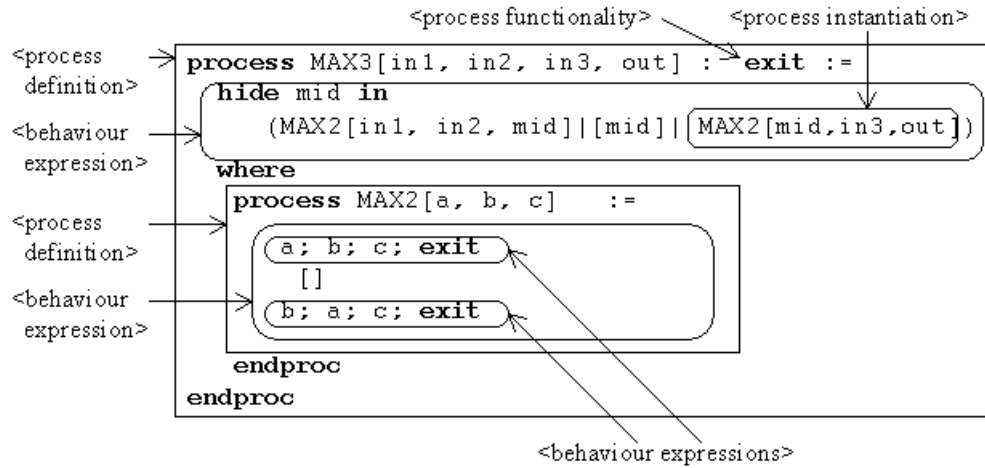 <process functionality> <process instantiation>
<process definition>
process MAX3[in1, in2, in3, out] : exit :=
hide mid in
<behaviour expression>
(MAX2[in1, in2, mid]|[mid]| MAX2[mid,in3,out])
where
process MAX2[a, b, c] :=
<process definition>
a; b; c; exit
[]
<behaviour expression>
b; a; c; exit
endproc
endproc
<behaviour expressions>